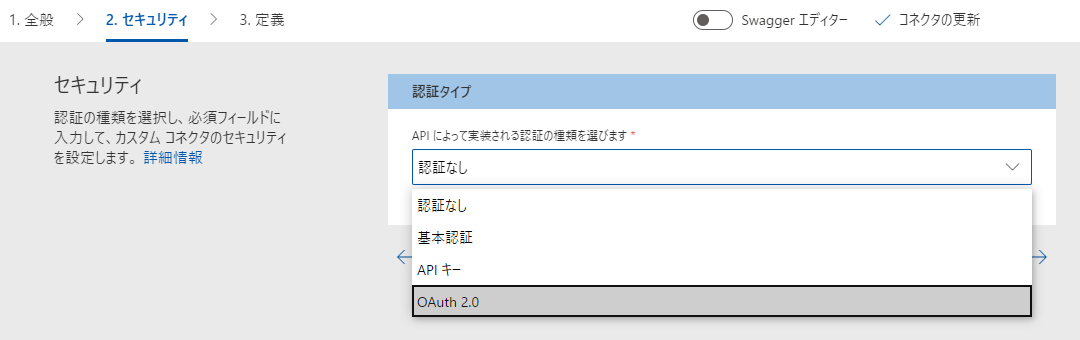 1. 全般 2. セキュリティ 3. 定義 Swagger エディター コネクタの更新
セキュリティ
認証の種類を選択し、必須フィールドに
入力して、カスタム コネクタのセキュリティ
を設定します。 詳細情報
認証タイプ
API によって実装される認証の種類を選びます *
認証なし
認証なし
基本認証
API キー
OAuth 2.0